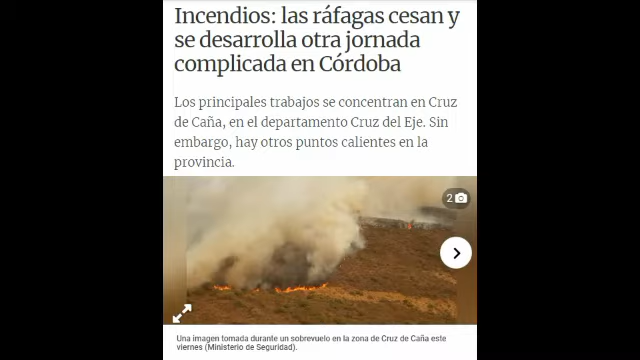 Incendios: las ráfagas cesan y
se desarrolla otra jornada
complicada en Córdoba
Los principales trabajos se concentran en Cruz
de Caña, en el departamento Cruz del Eje. Sin
embargo, hay otros puntos calientes en la
provincia.
2
Una imagen tomada durante un sobrevuelo en la zona de Cruz de Caña este
viernes (Ministerio de Seguridad).